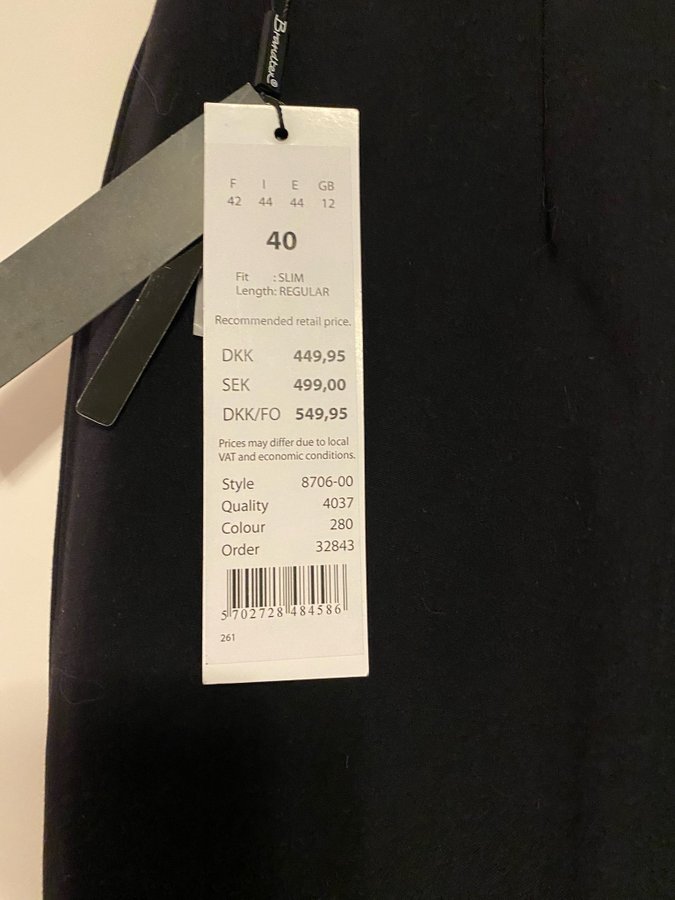 Brandtex®
F I E GB
42 44 44 12
40
Fit : SLIM
Length: REGULAR
Recommended retail price.
DKK 449,95
SEK 499,00
DKK/FO 549,95
Prices may differ due to local
VAT and economic conditions.
Style 8706-00
Quality 4037
Colour 280
Order 32843
5 702728 484586
261